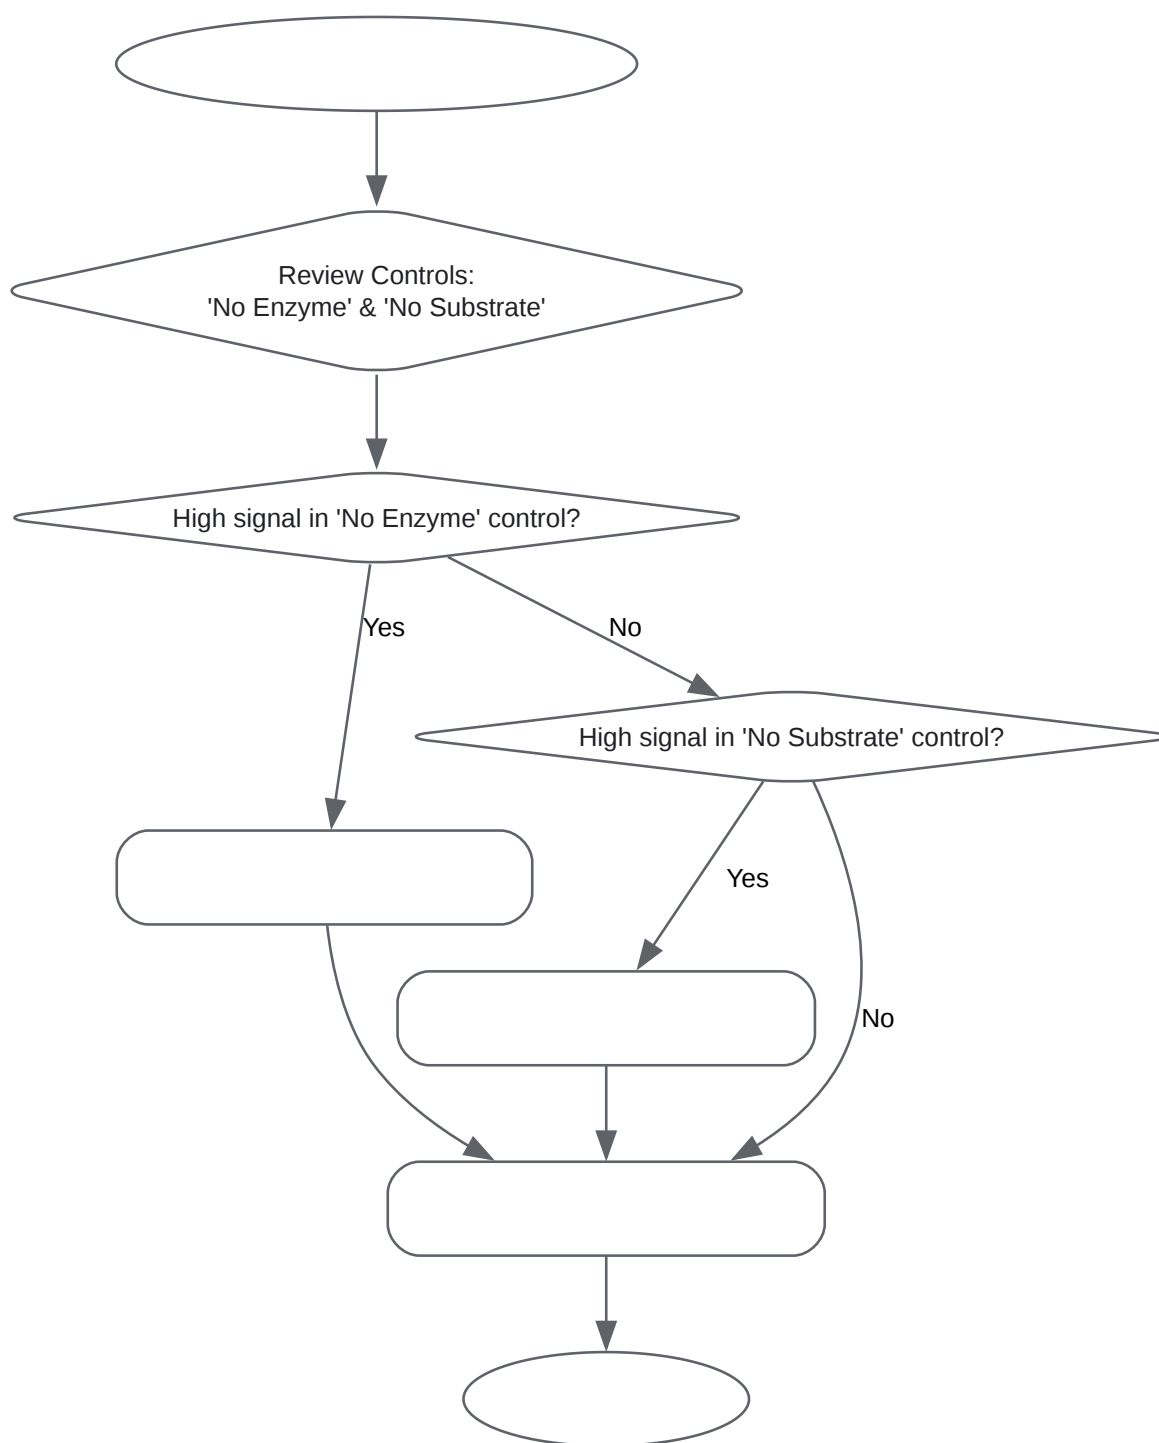 Review Controls:
'No Enzyme' & 'No Substrate'
High signal in 'No Enzyme' control?
Yes
No
High signal in 'No Substrate' control?
Yes
No